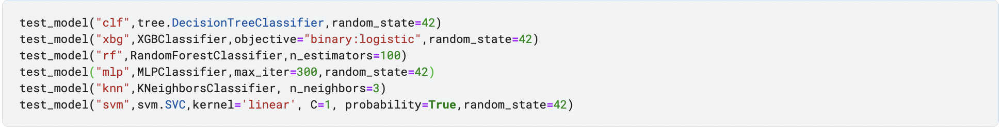 test_model("clf",tree.DecisionTreeClassifier,random_state=42)
test_model("xbg",XGBClassifier,objective="binary:logistic",random_state=42)
test_model("rf",RandomForestClassifier,n_estimators=100)
test_model("mlp",MLPClassifier,max_iter=300,random_state=42)
test_model("knn",KNeighborsClassifier, n_neighbors=3)
test_model("svm",svm.SVC,kernel='linear', C=1, probability=True,random_state=42)